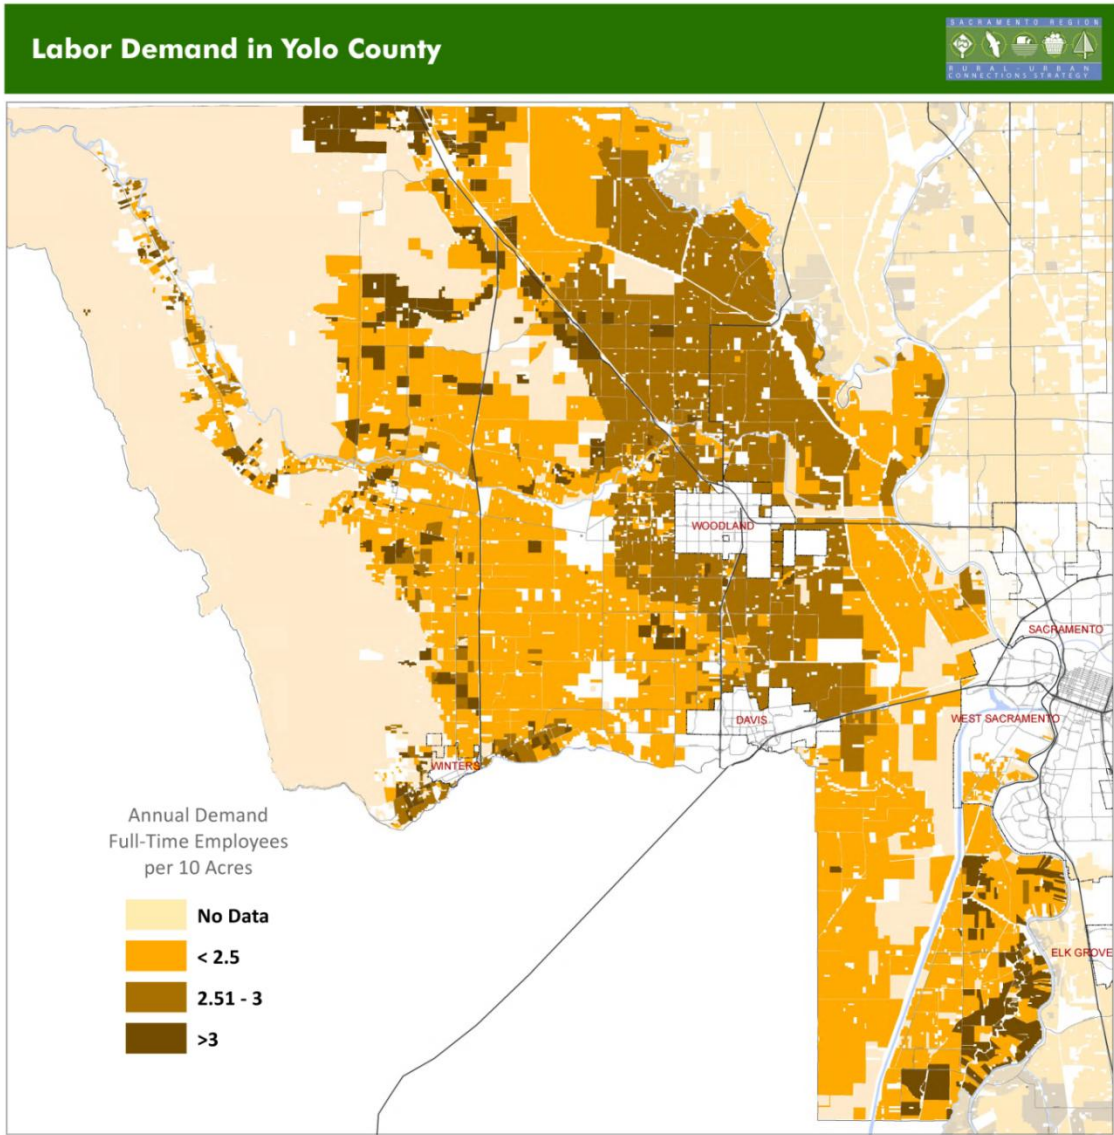 Labor Demand in Yolo County
SACRAMENTO REGION
RURAL-URBAN
CONNECTIONS STRATEGY
WOODLAND
SACRAMENTO
DAVIS
WEST SACRAMENTO
WINTERS
ELK GROVE
Annual Demand
Full-Time Employees
per 10 Acres
No Data
< 2.5
2.51 - 3
>3